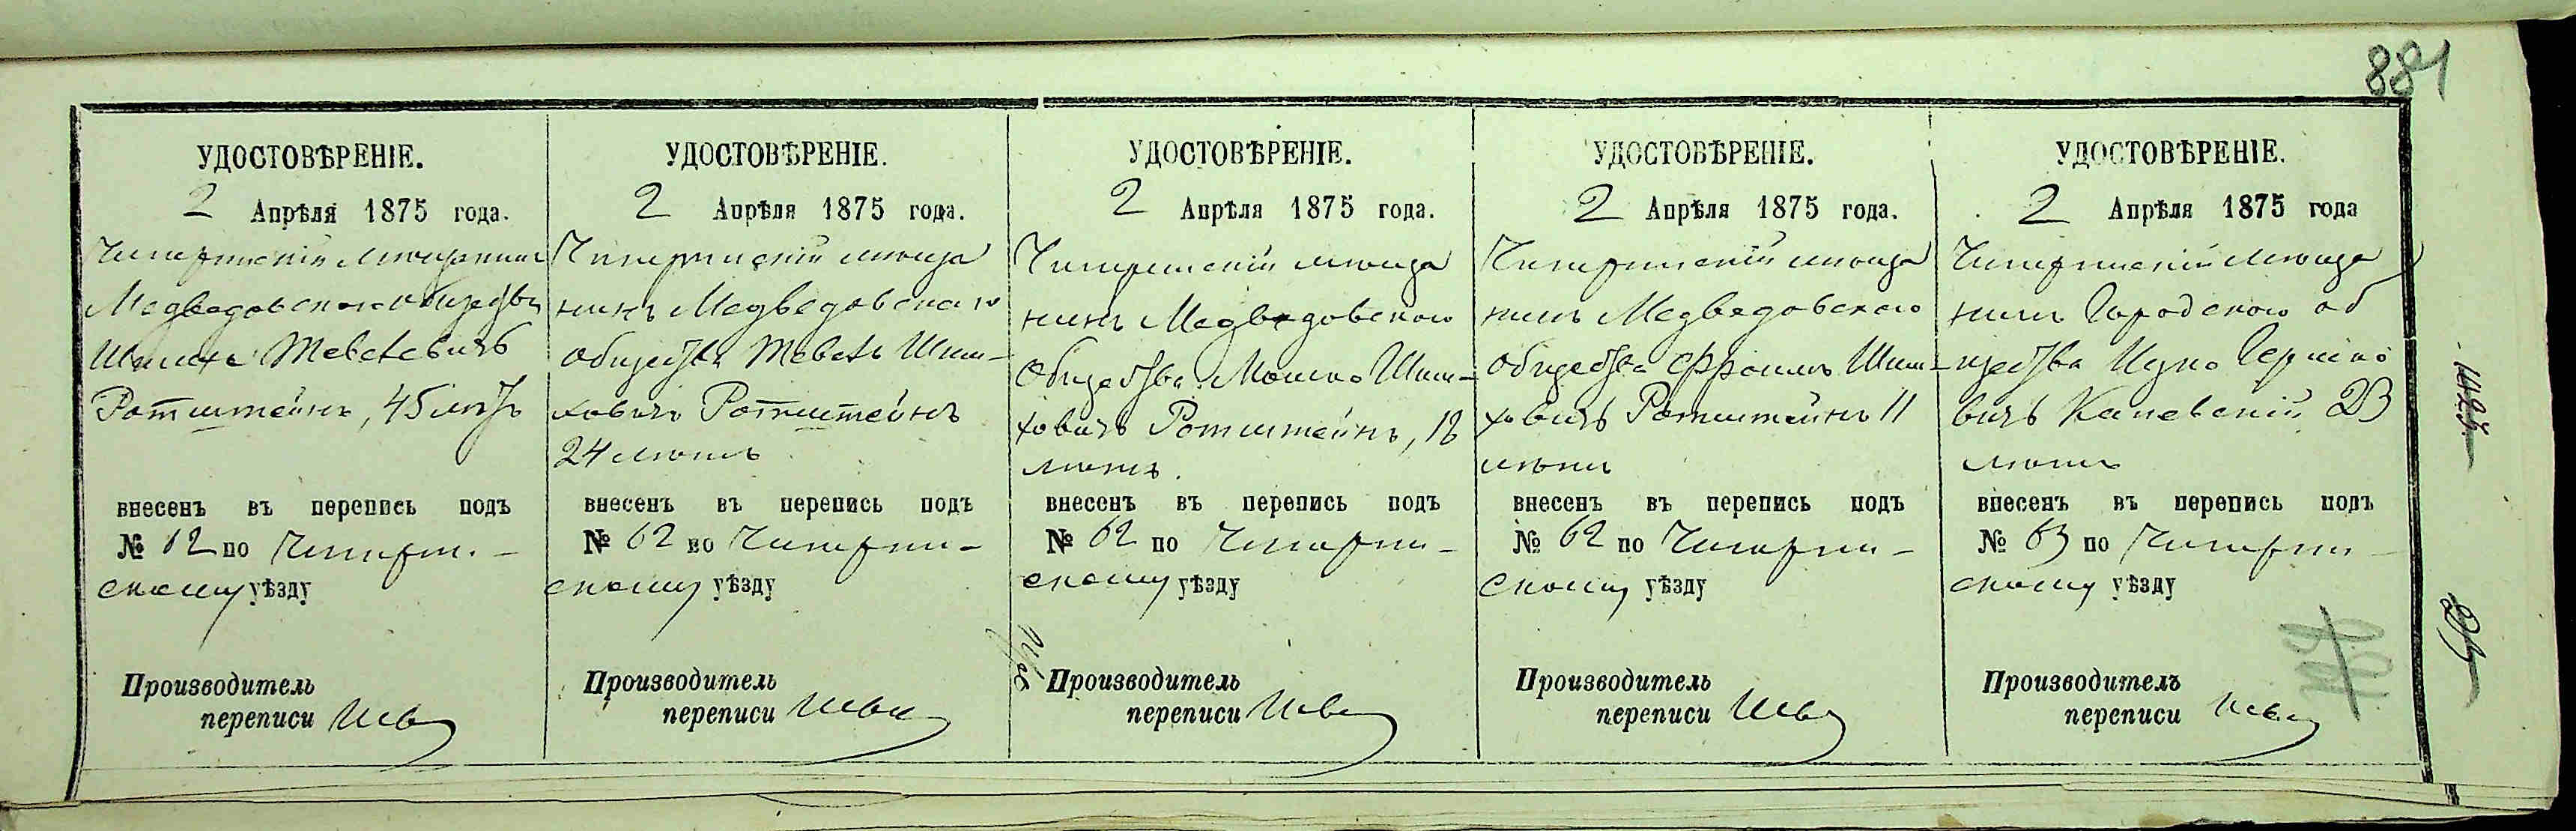 881
УДОСТОВѢРЕНІЕ.
2 Апрѣля 1875 года.
Чигиринскій мѣщанинъ
Медведовскаго общества
Шимха Тевелевичъ
Ротштейнъ, 45 лѣтъ
внесенъ въ перепись подъ
№ 62 по Чигирин-
скому уѣзду
Производитель
переписи
УДОСТОВѢРЕНІЕ.
2 Апрѣля 1875 года.
Чигиринскій мѣща
нинъ Медведовскаго
общества Тевель Шим-
ховичъ Ротштейнъ
24 лѣтъ
внесенъ въ перепись подъ
№ 62 по Чигирин-
скому уѣзду
Производитель
переписи
УДОСТОВѢРЕНІЕ.
2 Апрѣля 1875 года.
Чигиринскій мѣща
нинъ Медведовскаго
общества Мошко Шим-
ховичъ Ротштейнъ, 18
лѣтъ.
внесенъ въ перепись подъ
№ 62 по Чигирин-
скому уѣзду
Производитель
переписи
УДОСТОВѢРЕНІЕ.
2 Апрѣля 1875 года.
Чигиринскій мѣща
нинъ Медведовскаго
общества Фроимъ Шим-
ховичъ Ротштейнъ 11
лѣтъ
внесенъ въ перепись подъ
№ 62 по Чигирин-
скому уѣзду
Производитель
переписи
УДОСТОВѢРЕНІЕ.
2 Апрѣля 1875 года
Чигиринскій мѣща
нинъ Городского об
щества Ицко Гершко
вичъ Каневскій 23
лѣтъ
внесенъ въ перепись подъ
№ 63 по Чигирин-
скому уѣзду
Производитель
переписи